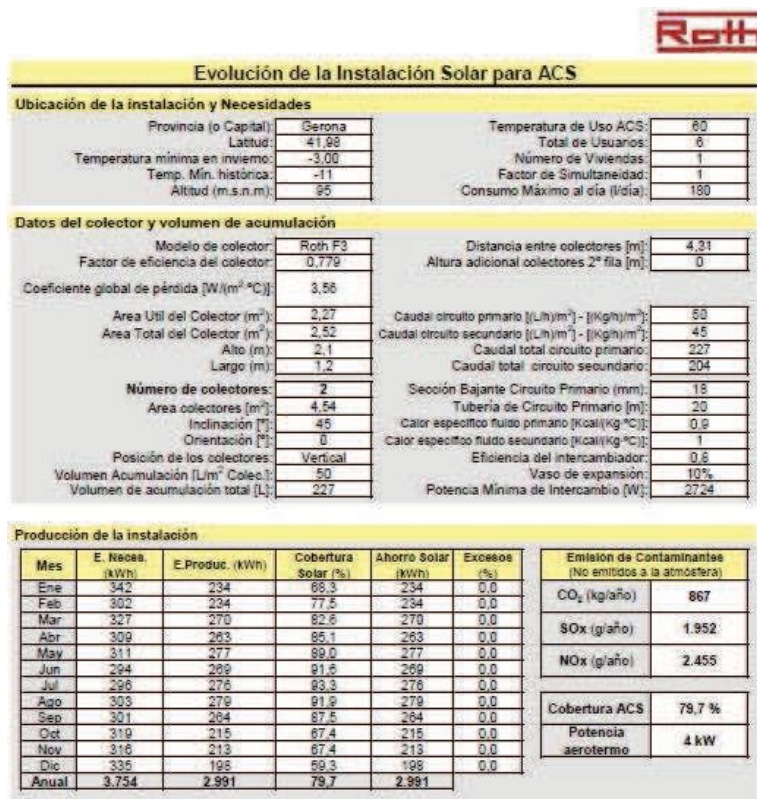 Roth
Evolución de la Instalación Solar para ACS
Ubicación de la instalación y Necesidades
Provincia (o Capital): Gerona Temperatura de Uso ACS: 60
Latitud: 41,98 Total de Usuarios: 6
Temperatura mínima en invierno: -3,00 Número de Viviendas: 1
Temp. Mín. histórica: -11 Factor de Simultaneidad: 1
Altitud (m.s.n.m): 95 Consumo Máximo al día (l/día): 180
Datos del colector y volumen de acumulación
Modelo de colector: Roth F3 Distancia entre colectores [m]: 4,31
Factor de eficiencia del colector: 0,779 Altura adicional colectores 2ª fila [m]: 0
Coeficiente global de pérdida [W/(m² ºC)]: 3,56
Area Util del Colector (m²): 2,27 Caudal circuito primario [(L/h)/m²] - [(Kg/h)/m²]: 50
Area Total del Colector (m²): 2,52 Caudal circuito secundario [(L/h)/m²] - [(Kg/h)/m²]: 45
Alto (m): 2,1 Caudal total circuito primario: 227
Largo (m): 1,2 Caudal total circuito secundario: 204
Número de colectores: 2 Sección Bajante Circuito Primario (mm): 18
Area colectores [m²]: 4,54 Tubería de Circuito Primario [m]: 20
Inclinación [º]: 45 Calor especifico fluido primario [Kcal/(Kg·ºC)]: 0,9
Orientación [º]: 0 Calor especifico fluido secundario [Kcal/(Kg·ºC)]: 1
Posición de los colectores: Vertical Eficiencia del intercambiador:
Volumen Acumulación [L/m² Colec.]: 50 Vaso de expansión: 10%
Volumen de acumulación total [L]: 227 Potencia Mínima de Intercambio [W]: 2724
Producción de la instalación
Mes E. Neces. (kWh) E.Produc. (kWh) Cobertura Solar (%) Ahorro Solar (kWh) Excesos (%)
Ene 342 234 68,3 234 0,0
Feb 302 234 77,5 234 0,0
Mar 327 270 82,6 270 0,0
Abr 309 263 85,1 263 0,0
May 311 277 89,0 277 0,0
Jun 294 269 91,6 269 0,0
Jul 296 276 93,3 276 0,0
Ago 303 279 91,9 279 0,0
Sep 301 264 87,5 264 0,0
Oct 319 215 67,4 215 0,0
Nov 316 213 67,4 213 0,0
Dic 335 198 59,3 198 0,0
Anual 3.754 2.991 79,7 2.991
Emisión de Contaminantes
(No emitidos a la atmósfera)
CO₂ (kg/año) 867
SOx (g/año) 1.952
NOx (g/año) 2.455
Cobertura ACS 79,7 %
Potencia aerotermo 4 kW